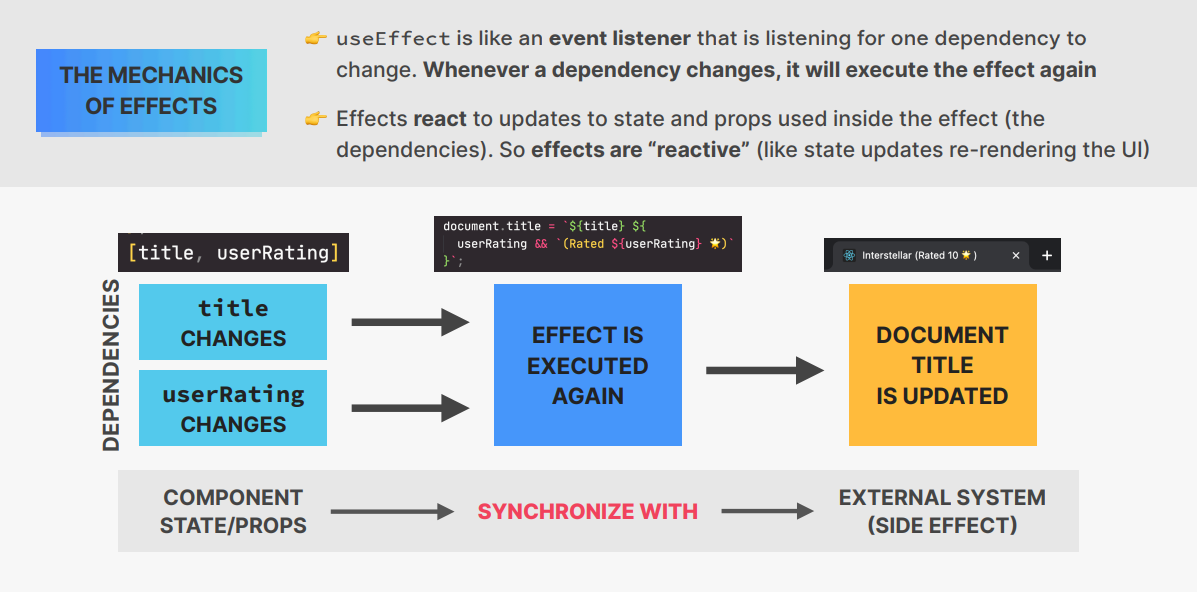 THE MECHANICS
OF EFFECTS
👉 useEffect is like an event listener that is listening for one dependency to
change. Whenever a dependency changes, it will execute the effect again
👉 Effects react to updates to state and props used inside the effect (the
dependencies). So effects are “reactive” (like state updates re-rendering the UI)
[title, userRating]
document.title = `${title} ${
userRating && `(Rated ${userRating} 🌟)`
}`;
Interstellar (Rated 10 🌟 ) × +
DEPENDENCIES
title
CHANGES
userRating
CHANGES
EFFECT IS
EXECUTED
AGAIN
DOCUMENT
TITLE
IS UPDATED
COMPONENT
STATE/PROPS
SYNCHRONIZE WITH
EXTERNAL SYSTEM
(SIDE EFFECT)